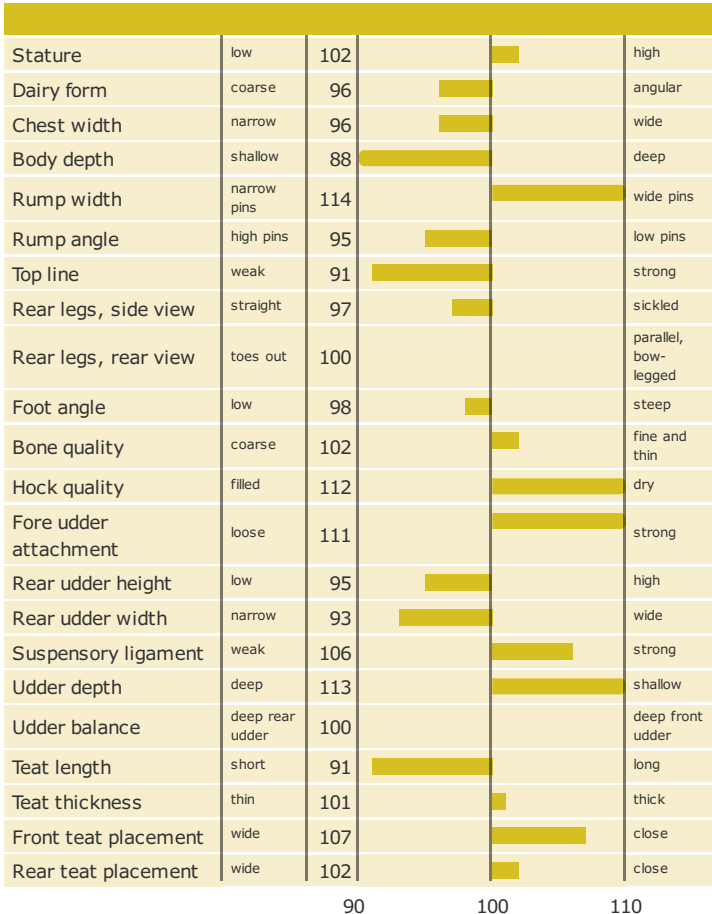 Stature low 102 high
Dairy form coarse 96 angular
Chest width narrow 96 wide
Body depth shallow 88 deep
Rump width narrow pins 114 wide pins
Rump angle high pins 95 low pins
Top line weak 91 strong
Rear legs, side view straight 97 sickled
Rear legs, rear view toes out 100 parallel, bow-legged
Foot angle low 98 steep
Bone quality coarse 102 fine and thin
Hock quality filled 112 dry
Fore udder attachment loose 111 strong
Rear udder height low 95 high
Rear udder width narrow 93 wide
Suspensory ligament weak 106 strong
Udder depth deep 113 shallow
Udder balance deep rear udder 100 deep front udder
Teat length short 91 long
Teat thickness thin 101 thick
Front teat placement wide 107 close
Rear teat placement wide 102 close
90 100 110